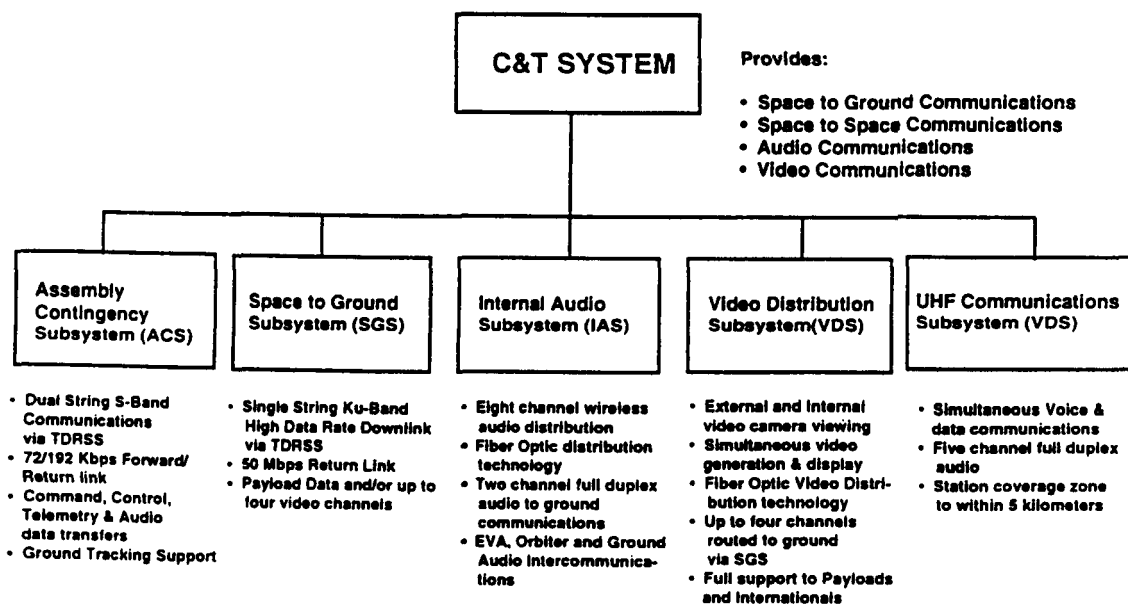 C&T SYSTEM
Provides:
• Space to Ground Communications
• Space to Space Communications
• Audio Communications
• Video Communications
Assembly
Contingency
Subsystem (ACS)
Space to Ground
Subsystem (SGS)
Internal Audio
Subsystem (IAS)
Video Distribution
Subsystem(VDS)
UHF Communications
Subsystem (VDS)
• Dual String S-Band
Communications
via TDRSS
• 72/192 Kbps Forward/
Return link
• Command, Control,
Telemetry & Audio
data transfers
• Ground Tracking Support
• Single String Ku-Band
High Data Rate Downlink
via TDRSS
• 50 Mbps Return Link
• Payload Data and/or up to
four video channels
• Eight channel wireless
audio distribution
• Fiber Optic distribution
technology
• Two channel full duplex
audio to ground
communications
• EVA, Orbiter and Ground
Audio Intercommunica-
tions
• External and Internal
video camera viewing
• Simultaneous video
generation & display
• Fiber Optic Video Distri-
bution technology
• Up to four channels
routed to ground
via SGS
• Full support to Payloads
and Internationals
• Simultaneous Voice &
data communications
• Five channel full duplex
audio
• Station coverage zone
to within 5 kilometers